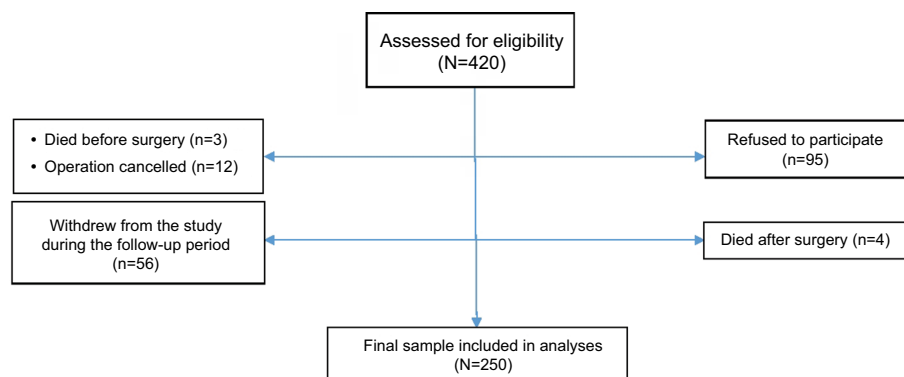 Assessed for eligibility
(N=420)
• Died before surgery (n=3)
• Operation cancelled (n=12)
Refused to participate
(n=95)
Withdrew from the study
during the follow-up period
(n=56)
Died after surgery (n=4)
Final sample included in analyses
(N=250)